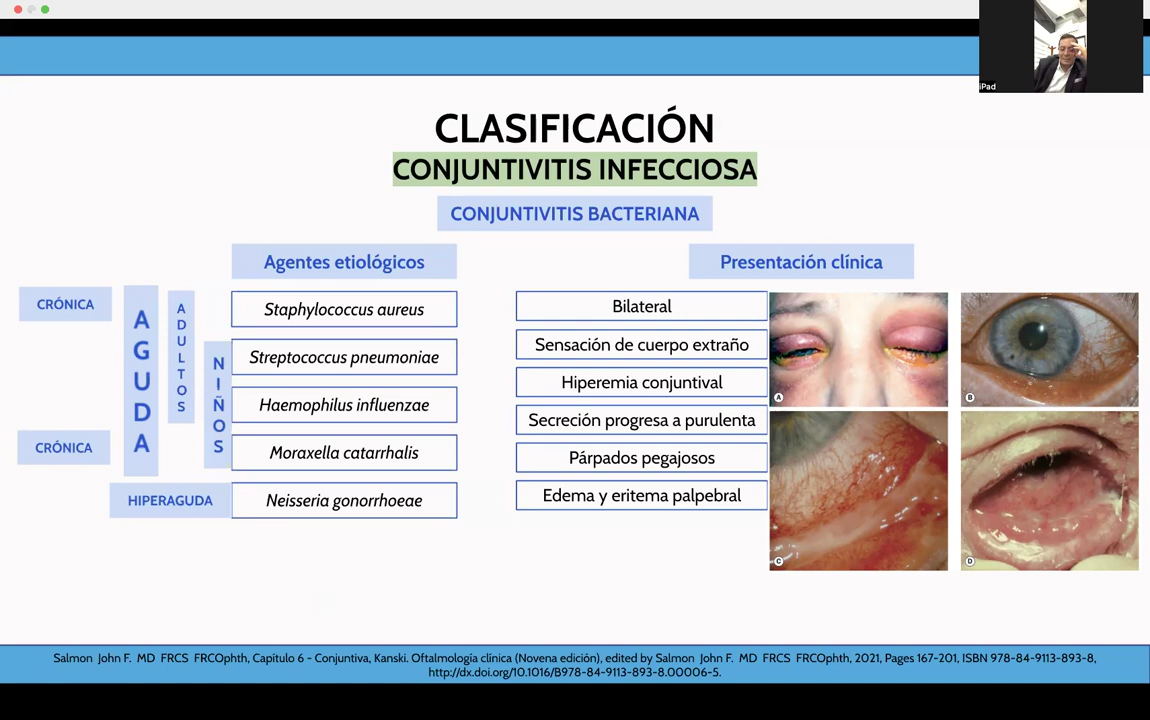 iPad
CLASIFICACIÓN
CONJUNTIVITIS INFECCIOSA
CONJUNTIVITIS BACTERIANA
Agentes etiológicos
CRÓNICA
AGUDA
ADULTOS
NIÑOS
Staphylococcus aureus
Streptococcus pneumoniae
Haemophilus influenzae
CRÓNICA
Moraxella catarrhalis
HIPERAGUDA
Neisseria gonorrhoeae
Presentación clínica
Bilateral
Sensación de cuerpo extraño
Hiperemia conjuntival
Secreción progresa a purulenta
Párpados pegajosos
Edema y eritema palpebral
A
B
C
D
Salmon John F. MD FRCS FRCOphth, Capítulo 6 - Conjuntiva, Kanski. Oftalmología clínica (Novena edición), edited by Salmon John F. MD FRCS FRCOphth, 2021, Pages 167-201, ISBN 978-84-9113-893-8,
http://dx.doi.org/10.1016/B978-84-9113-893-8.00006-5.